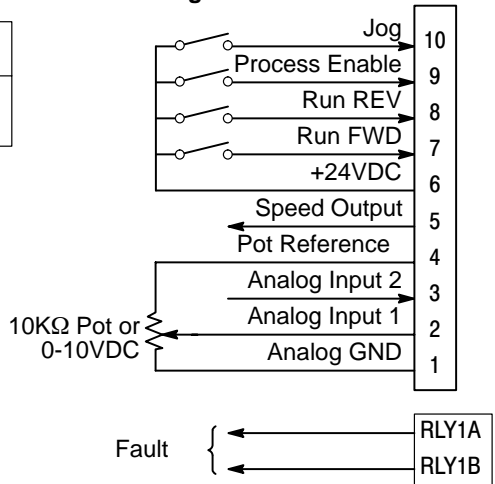 Jog 10
Process Enable 9
Run REV 8
Run FWD 7
+24VDC 6
Speed Output 5
Pot Reference 4
Analog Input 2 3
Analog Input 1 2
10KΩ Pot or
0-10VDC
Analog GND 1
Fault
RLY1A
RLY1B